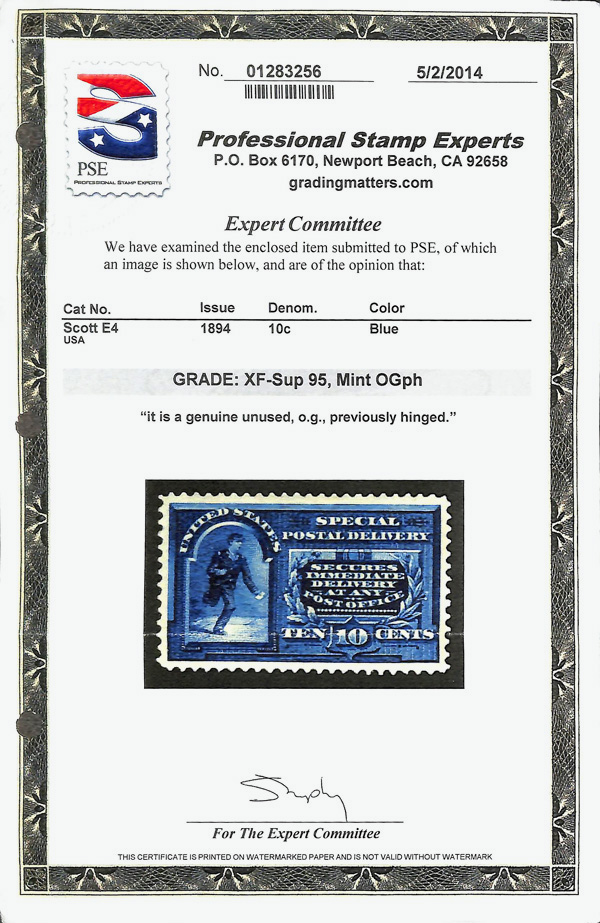 No. 01283256 5/2/2014
PSE
PROFESSIONAL STAMP EXPERTS
Professional Stamp Experts
P.O. Box 6170, Newport Beach, CA 92658
gradingmatters.com
Expert Committee
We have examined the enclosed item submitted to PSE, of which
an image is shown below, and are of the opinion that:
Cat No. Issue Denom. Color
Scott E4 1894 10c Blue
USA
GRADE: XF-Sup 95, Mint OGph
“it is a genuine unused, o.g., previously hinged.”
UNITED STATES
SPECIAL
POSTAL DELIVERY
SECURES
IMMEDIATE
DELIVERY
AT ANY
POST OFFICE
TEN 10 CENTS
For The Expert Committee
THIS CERTIFICATE IS PRINTED ON WATERMARKED PAPER AND IS NOT VALID WITHOUT WATERMARK